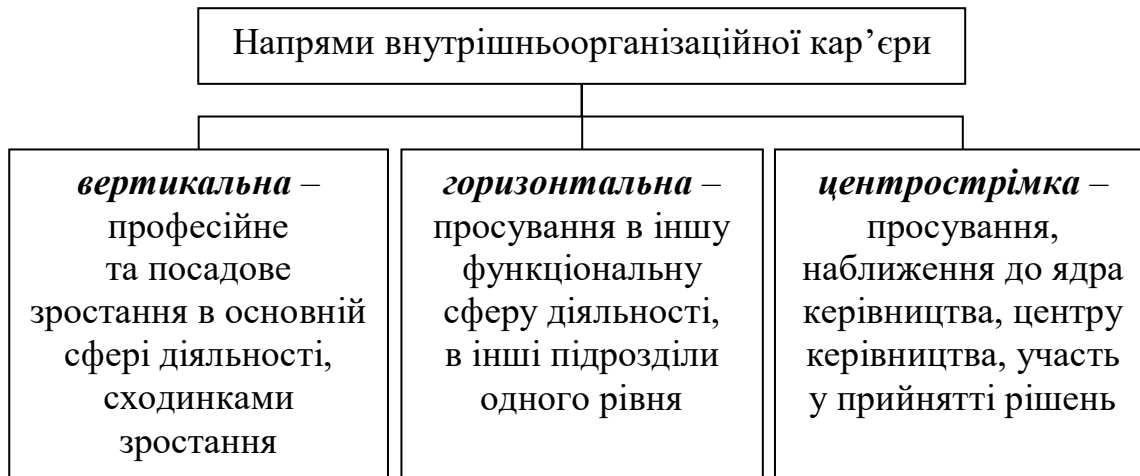 Напрями внутрішньоорганізаційної кар’єри
вертикальна –
професійне
та посадове
зростання в основній
сфері діяльності,
сходинками
зростання
горизонтальна –
просування в іншу
функціональну
сферу діяльності,
в інші підрозділи
одного рівня
центрострімка –
просування,
наближення до ядра
керівництва, центру
керівництва, участь
у прийнятті рішень